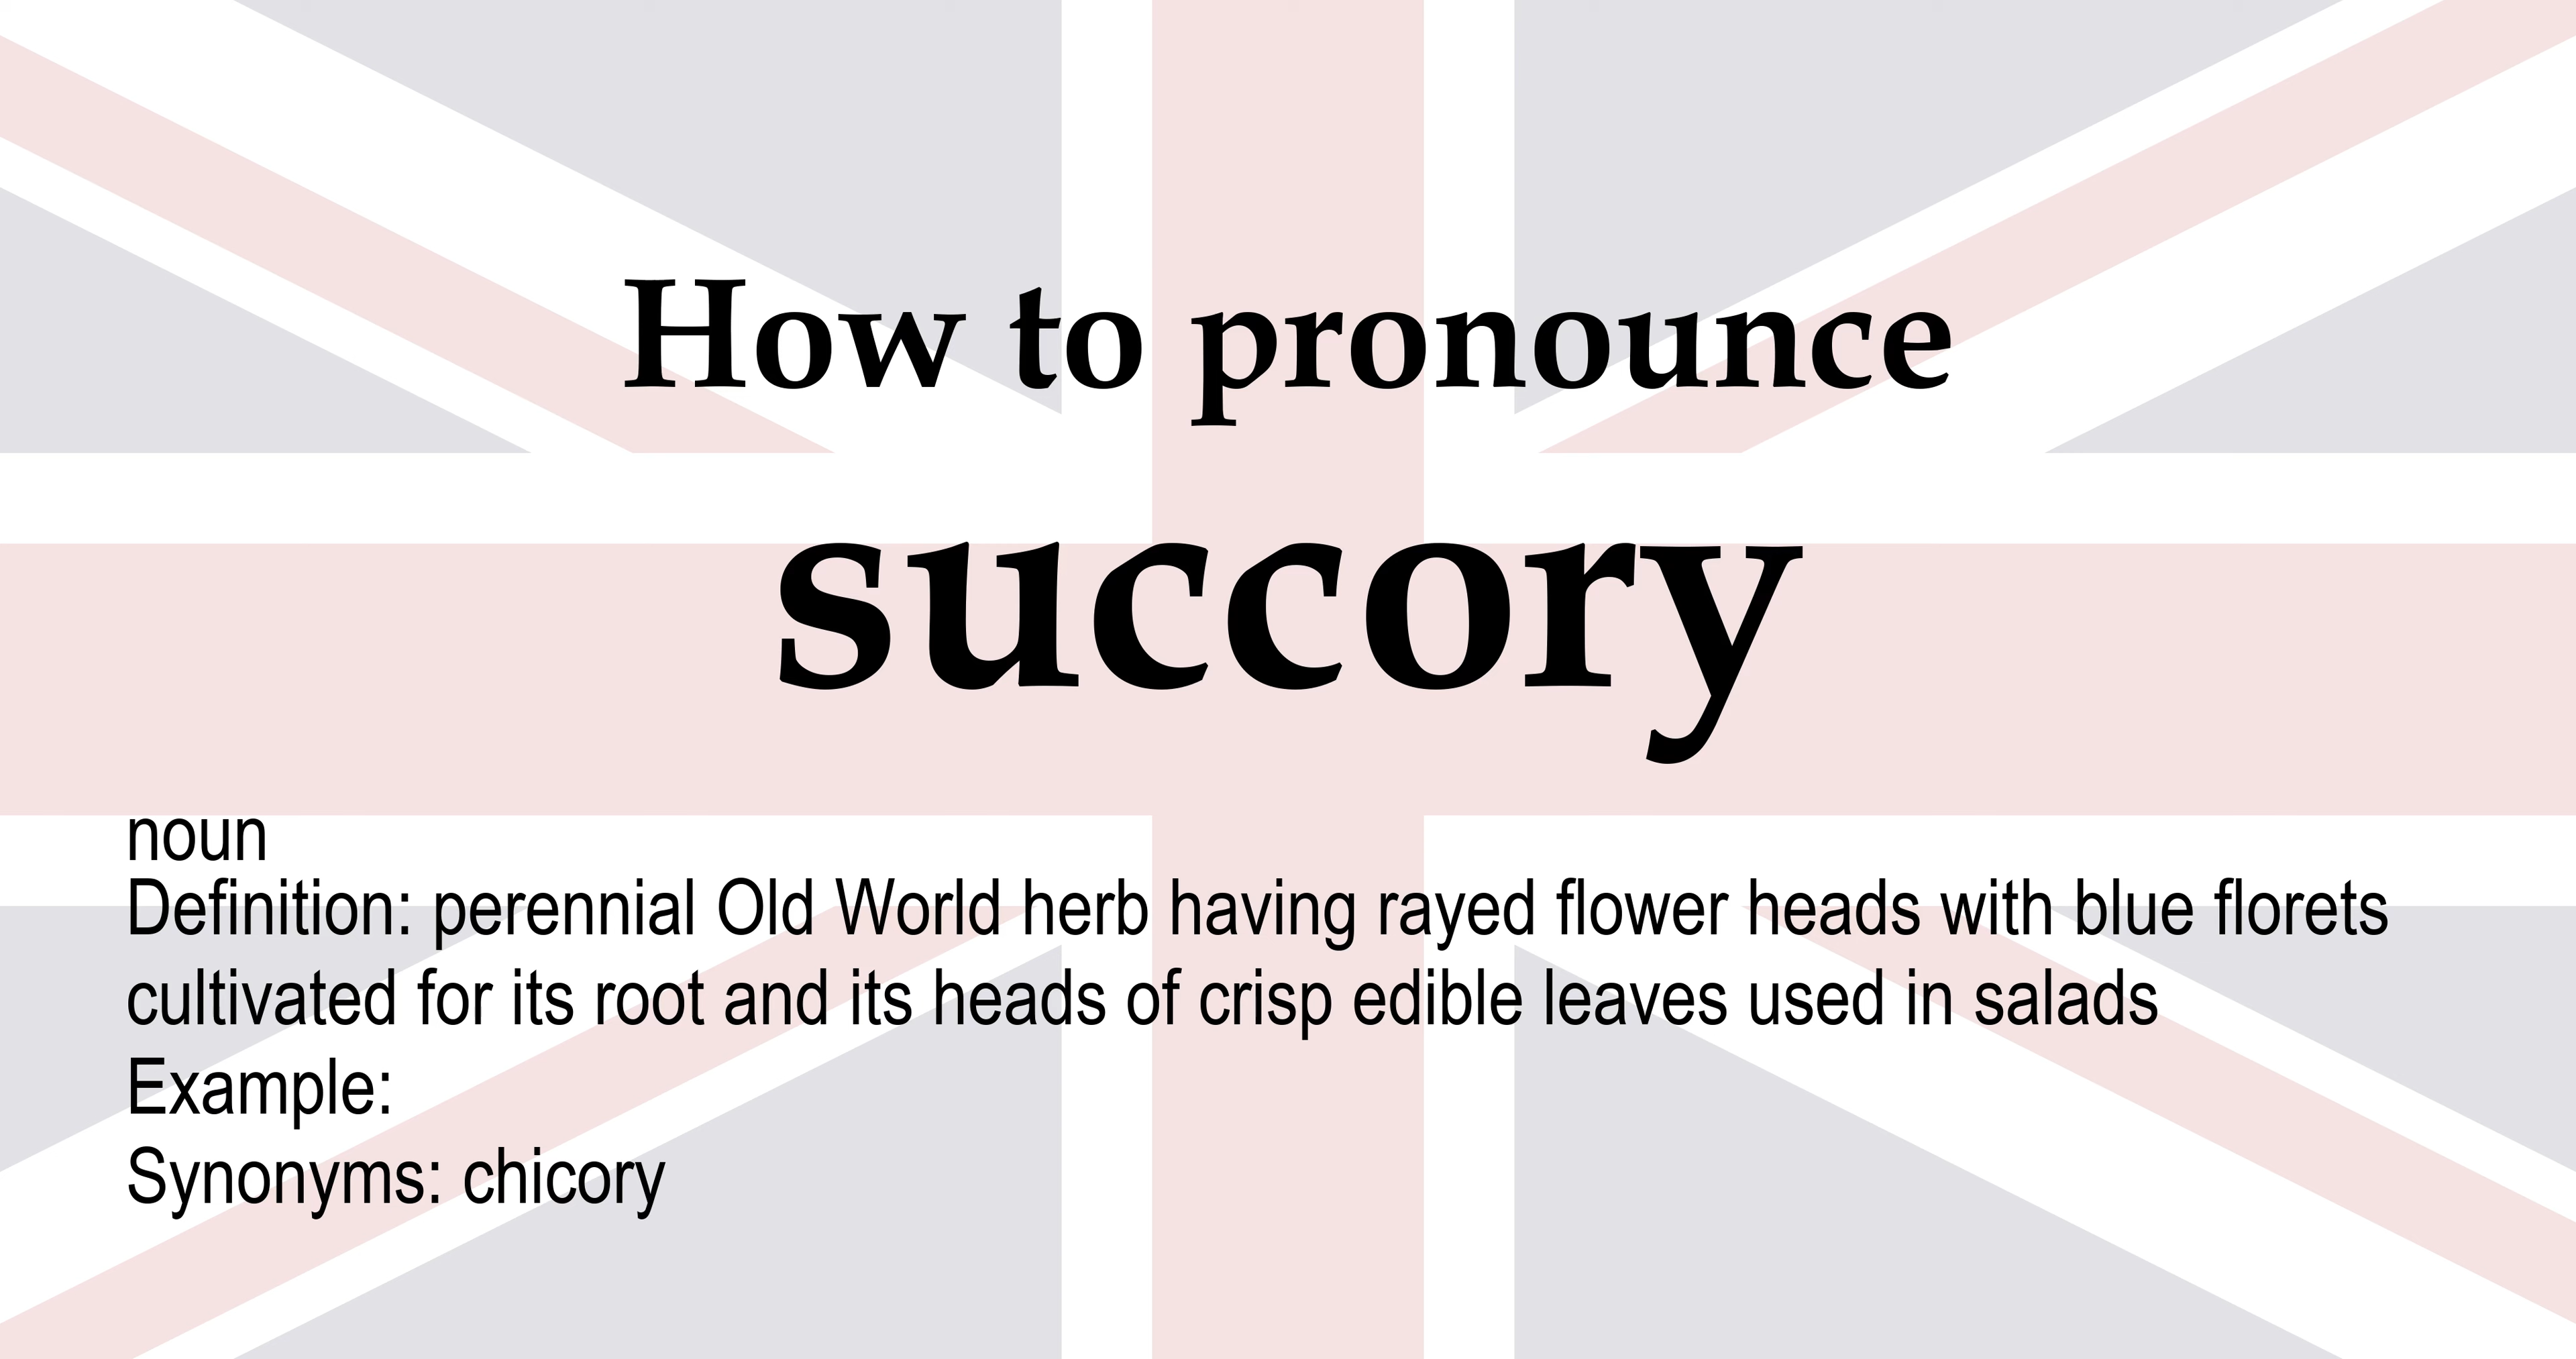 How to pronounce
succory
noun
Definition: perennial Old World herb having rayed flower heads with blue florets
cultivated for its root and its heads of crisp edible leaves used in salads
Example:
Synonyms: chicory